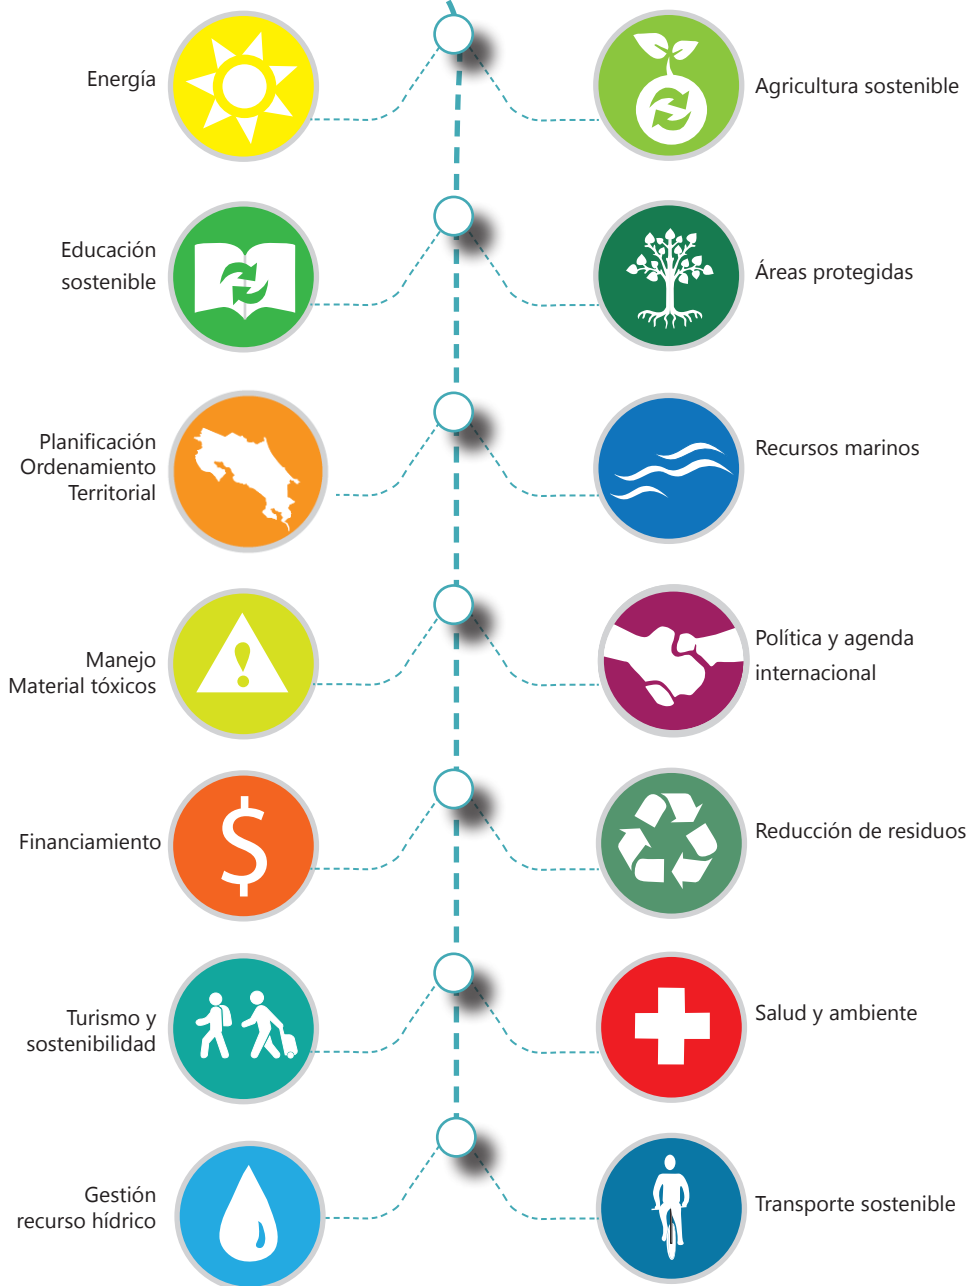 Energía
Agricultura sostenible
Educación
sostenible
Áreas protegidas
Planificación
Ordenamiento
Territorial
Recursos marinos
Manejo
Material tóxicos
Política y agenda
internacional
Financiamiento
Reducción de residuos
Turismo y
sostenibilidad
Salud y ambiente
Gestión
recurso hídrico
Transporte sostenible